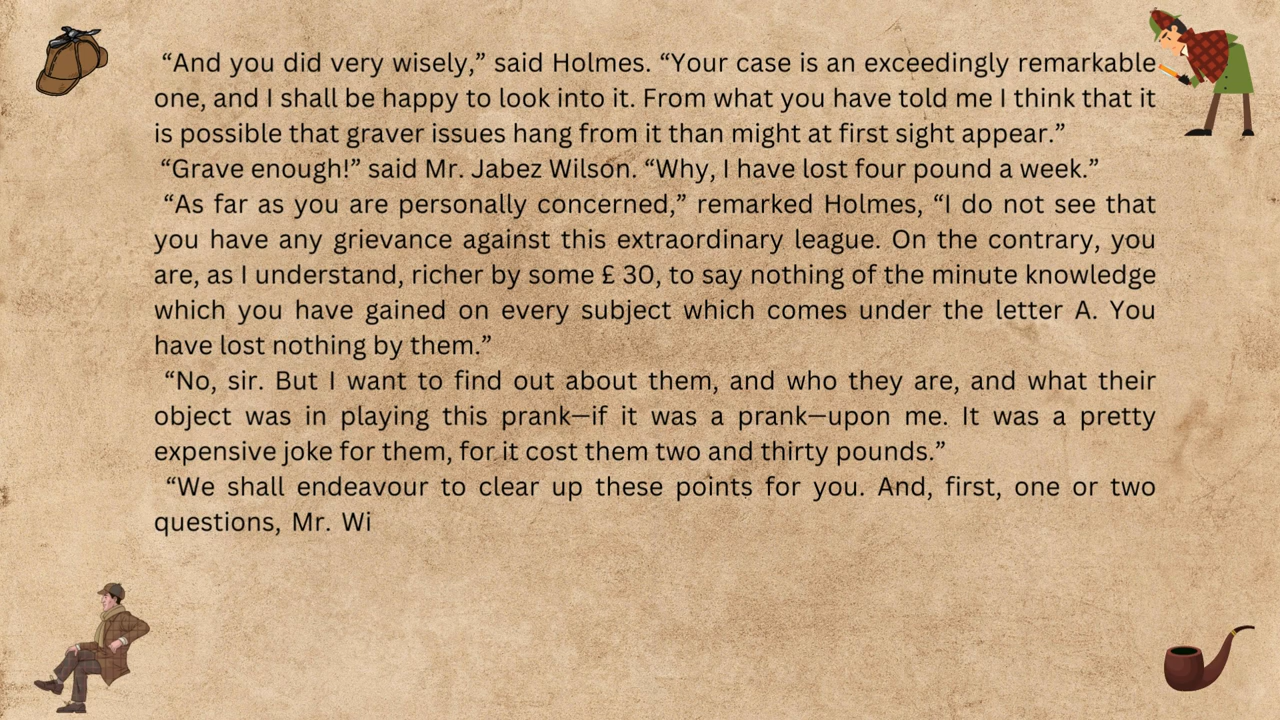 “And you did very wisely,” said Holmes. “Your case is an exceedingly remarkable
one, and I shall be happy to look into it. From what you have told me I think that it
is possible that graver issues hang from it than might at first sight appear.”
“Grave enough!” said Mr. Jabez Wilson. “Why, I have lost four pound a week.”
“As far as you are personally concerned,” remarked Holmes, “I do not see that
you have any grievance against this extraordinary league. On the contrary, you
are, as I understand, richer by some £ 30, to say nothing of the minute knowledge
which you have gained on every subject which comes under the letter A. You
have lost nothing by them.”
“No, sir. But I want to find out about them, and who they are, and what their
object was in playing this prank—if it was a prank—upon me. It was a pretty
expensive joke for them, for it cost them two and thirty pounds.”
“We shall endeavour to clear up these points for you. And, first, one or two
questions, Mr. Wi